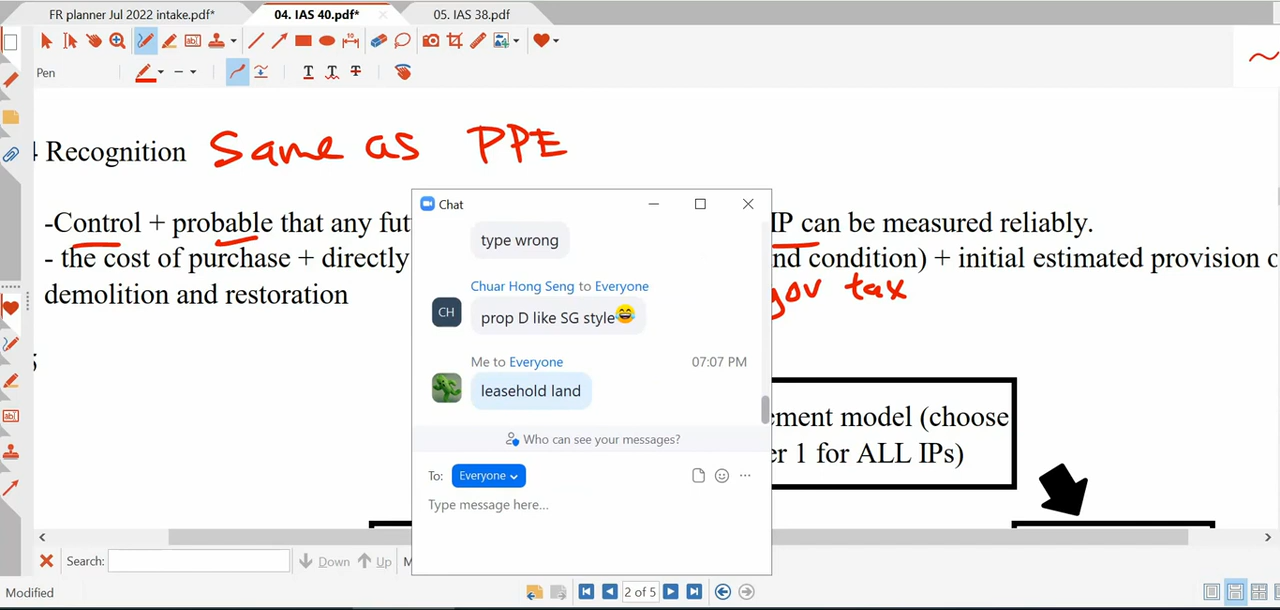 FR planner Jul 2022 intake.pdf*
04. IAS 40.pdf*
05. IAS 38.pdf
Pen
Recognition Same as PPE
-Control + probable that any fut
IP can be measured reliably.
- the cost of purchase + directly
nd condition) + initial estimated provision o
demolition and restoration
gov tax
Chat
type wrong
Chuar Hong Seng to Everyone
CH
prop D like SG style😂
Me to Everyone 07:07 PM
leasehold land
Who can see your messages?
To: Everyone
Type message here...
ement model (choose
er 1 for ALL IPs)
Search:
Down
Up
M
Modified
2 of 5